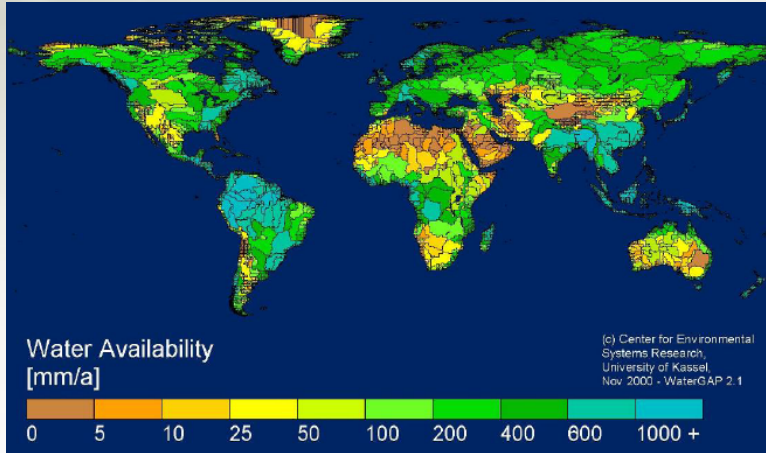 Water Availability
[mm/a]
(c) Center for Environmental
Systems Research,
University of Kassel,
Nov 2000 - WaterGAP 2.1
0 5 10 25 50 100 200 400 600 1000 +